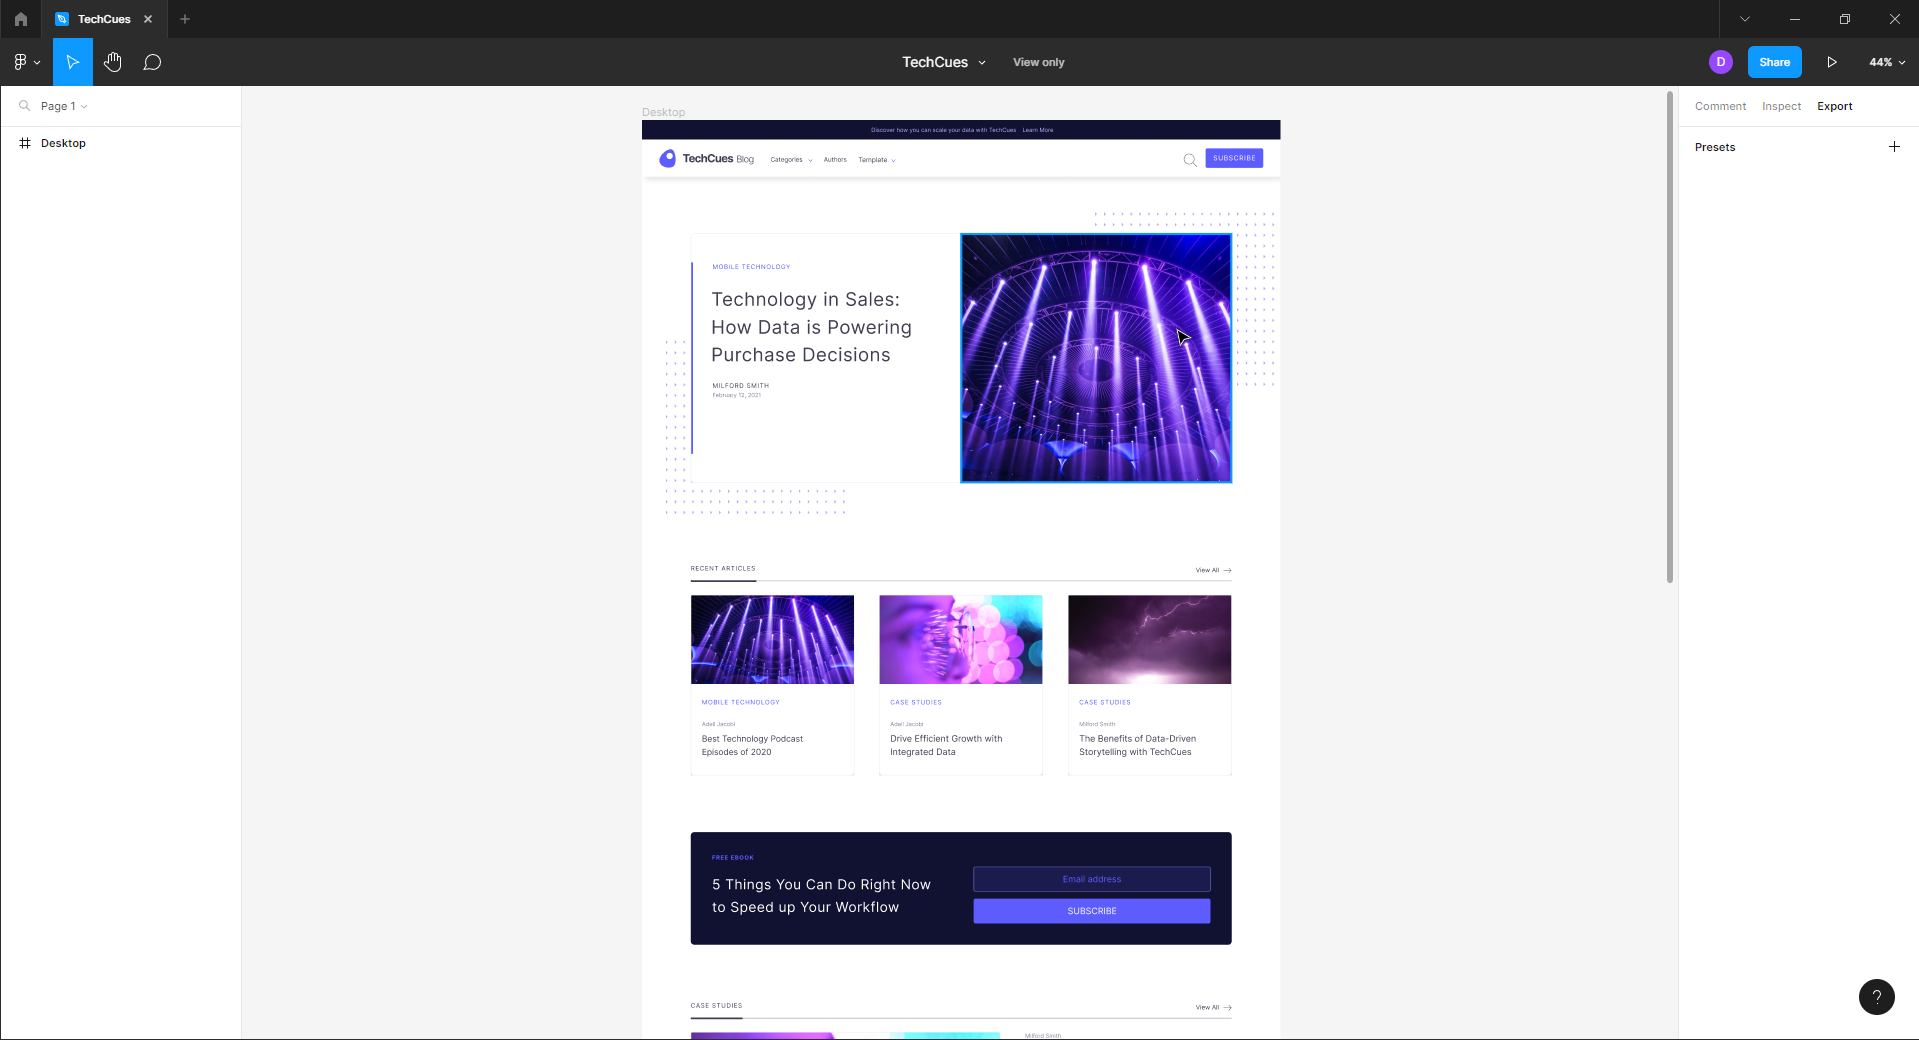 TechCues
TechCues
View only
D
Share
44%
Page 1
Desktop
Comment
Inspect
Export
Presets
Desktop
Discover how you can scale your data with TechCues
Learn More
TechCues Blog
Categories
Authors
Template
SUBSCRIBE
MOBILE TECHNOLOGY
Technology in Sales:
How Data is Powering
Purchase Decisions
MILFORD SMITH
February 12, 2021
RECENT ARTICLES
View All
MOBILE TECHNOLOGY
Adell Jacobi
Best Technology Podcast
Episodes of 2020
CASE STUDIES
Adell Jacobi
Drive Efficient Growth with
Integrated Data
CASE STUDIES
Milford Smith
The Benefits of Data-Driven
Storytelling with TechCues
FREE EBOOK
5 Things You Can Do Right Now
to Speed up Your Workflow
Email address
SUBSCRIBE
CASE STUDIES
View All
Milford Smith
?